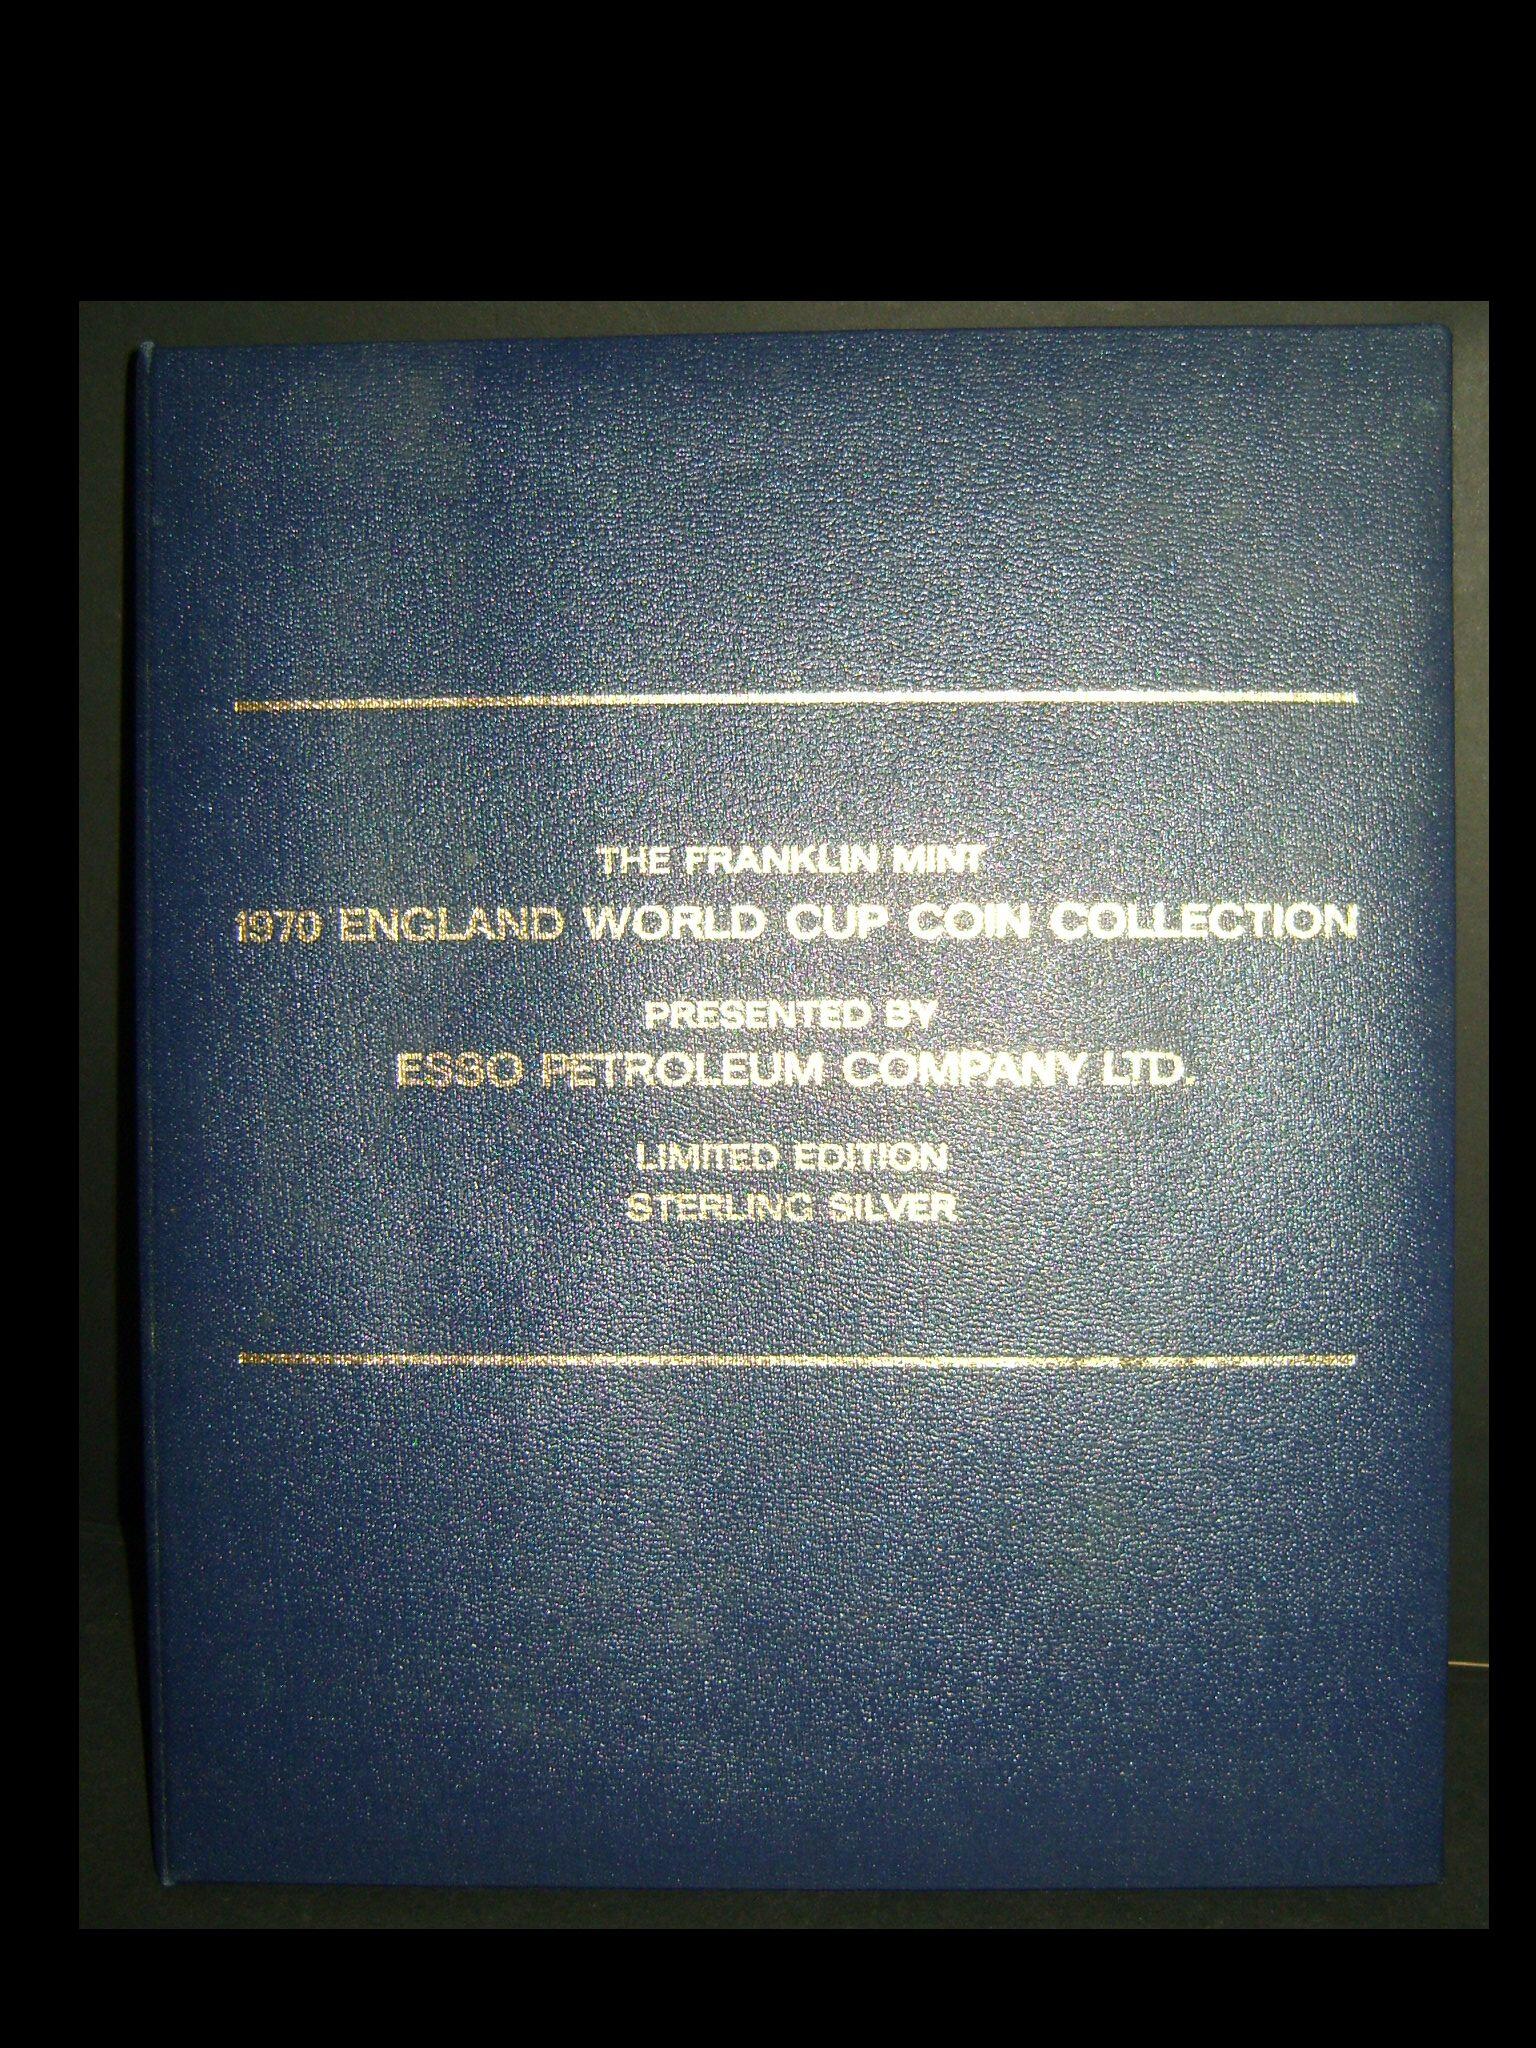 THE FRANKLIN MINT
1970 ENGLAND WORLD CUP COIN COLLECTION
PRESENTED BY
ESSO PETROLEUM COMPANY LTD.
LIMITED EDITION
STERLING SILVER